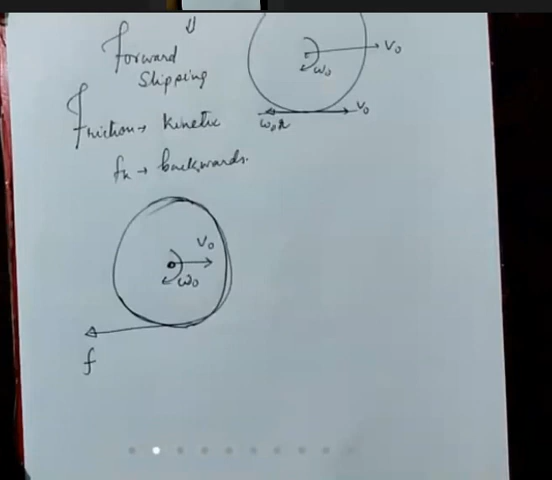 ⇓
Forward
Slipping
V₀
ω₀
V₀
ω₀r
Friction → Kinetic
fₖ → backwards.
V₀
ω₀
f